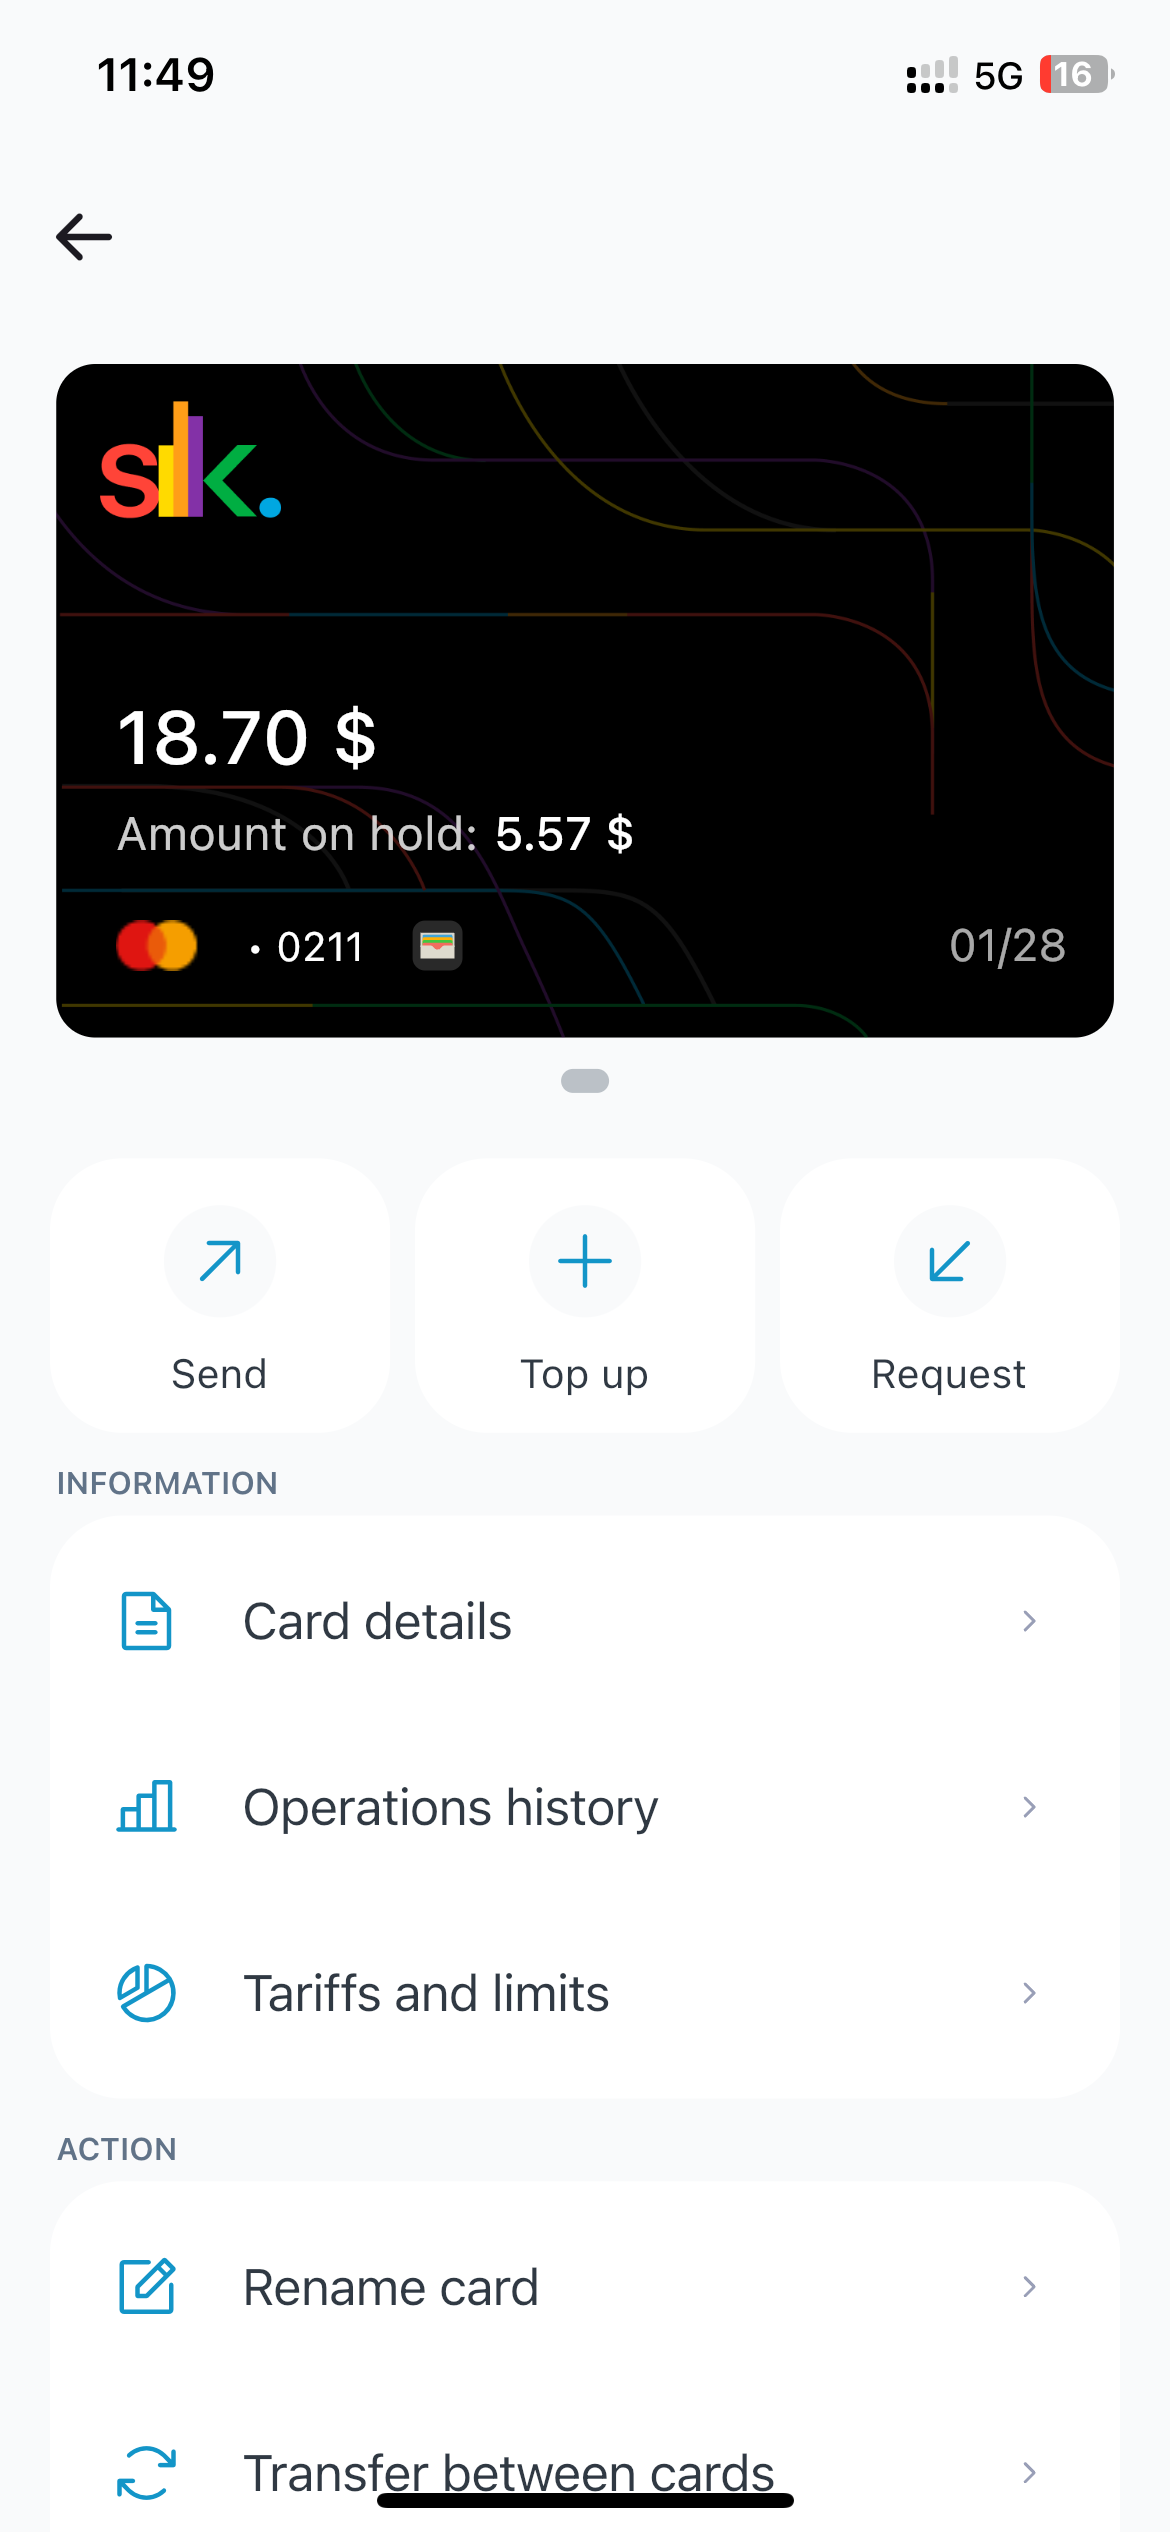 11:49
5G 16
silk.
18.70 $
Amount on hold: 5.57 $
• 0211
01/28
Send
Top up
Request
INFORMATION
Card details
Operations history
Tariffs and limits
ACTION
Rename card
Transfer between cards